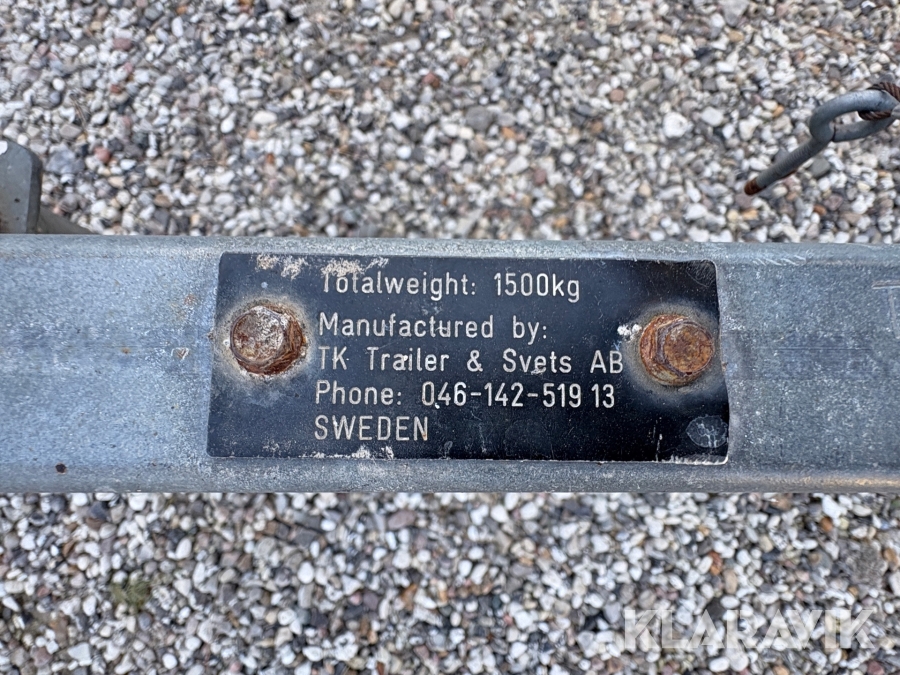 Totalweight: 1500kg
Manufactured by:
TK Trailer & Svets AB
Phone: 046-142-519 13
SWEDEN
KLARAVIK